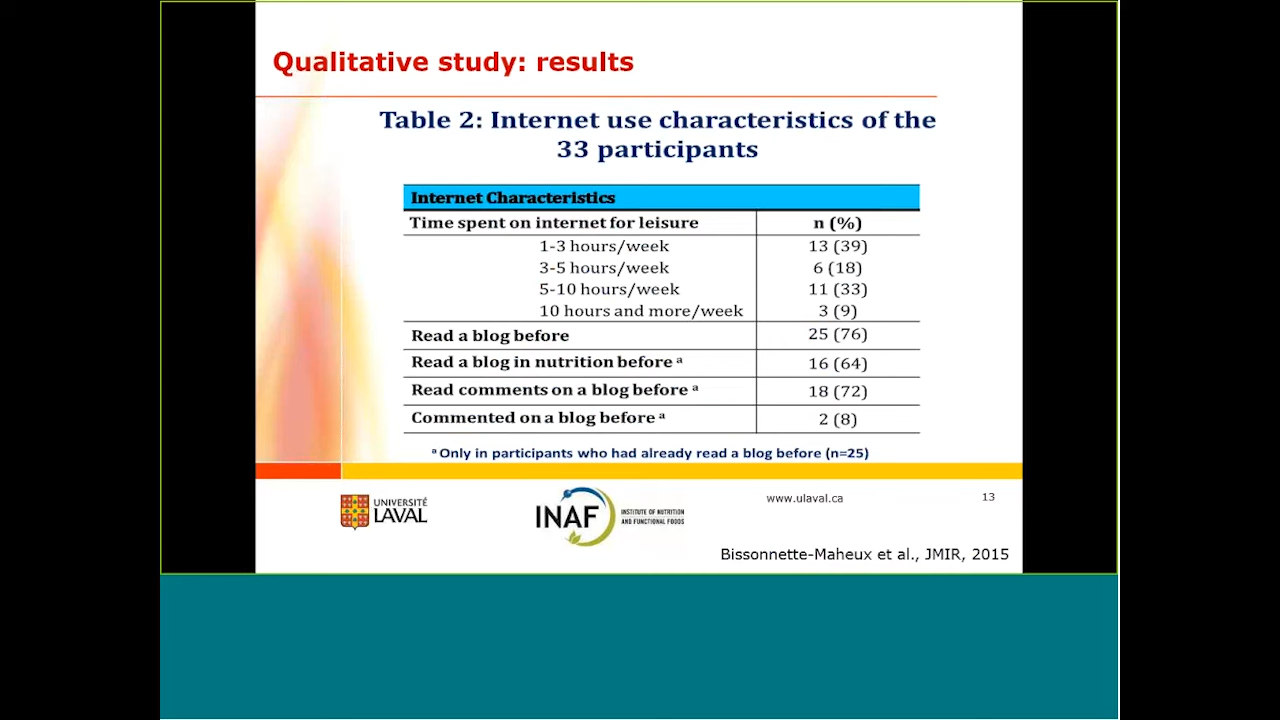 Qualitative study: results
Table 2: Internet use characteristics of the
33 participants
Internet Characteristics
Time spent on internet for leisure n (%)
1-3 hours/week 13 (39)
3-5 hours/week 6 (18)
5-10 hours/week 11 (33)
10 hours and more/week 3 (9)
Read a blog before 25 (76)
Read a blog in nutrition before a 16 (64)
Read comments on a blog before a 18 (72)
Commented on a blog before a 2 (8)
a Only in participants who had already read a blog before (n=25)
UNIVERSITÉ
LAVAL
INAF
INSTITUTE OF NUTRITION
AND FUNCTIONAL FOODS
www.ulaval.ca
13
Bissonnette-Maheux et al., JMIR, 2015